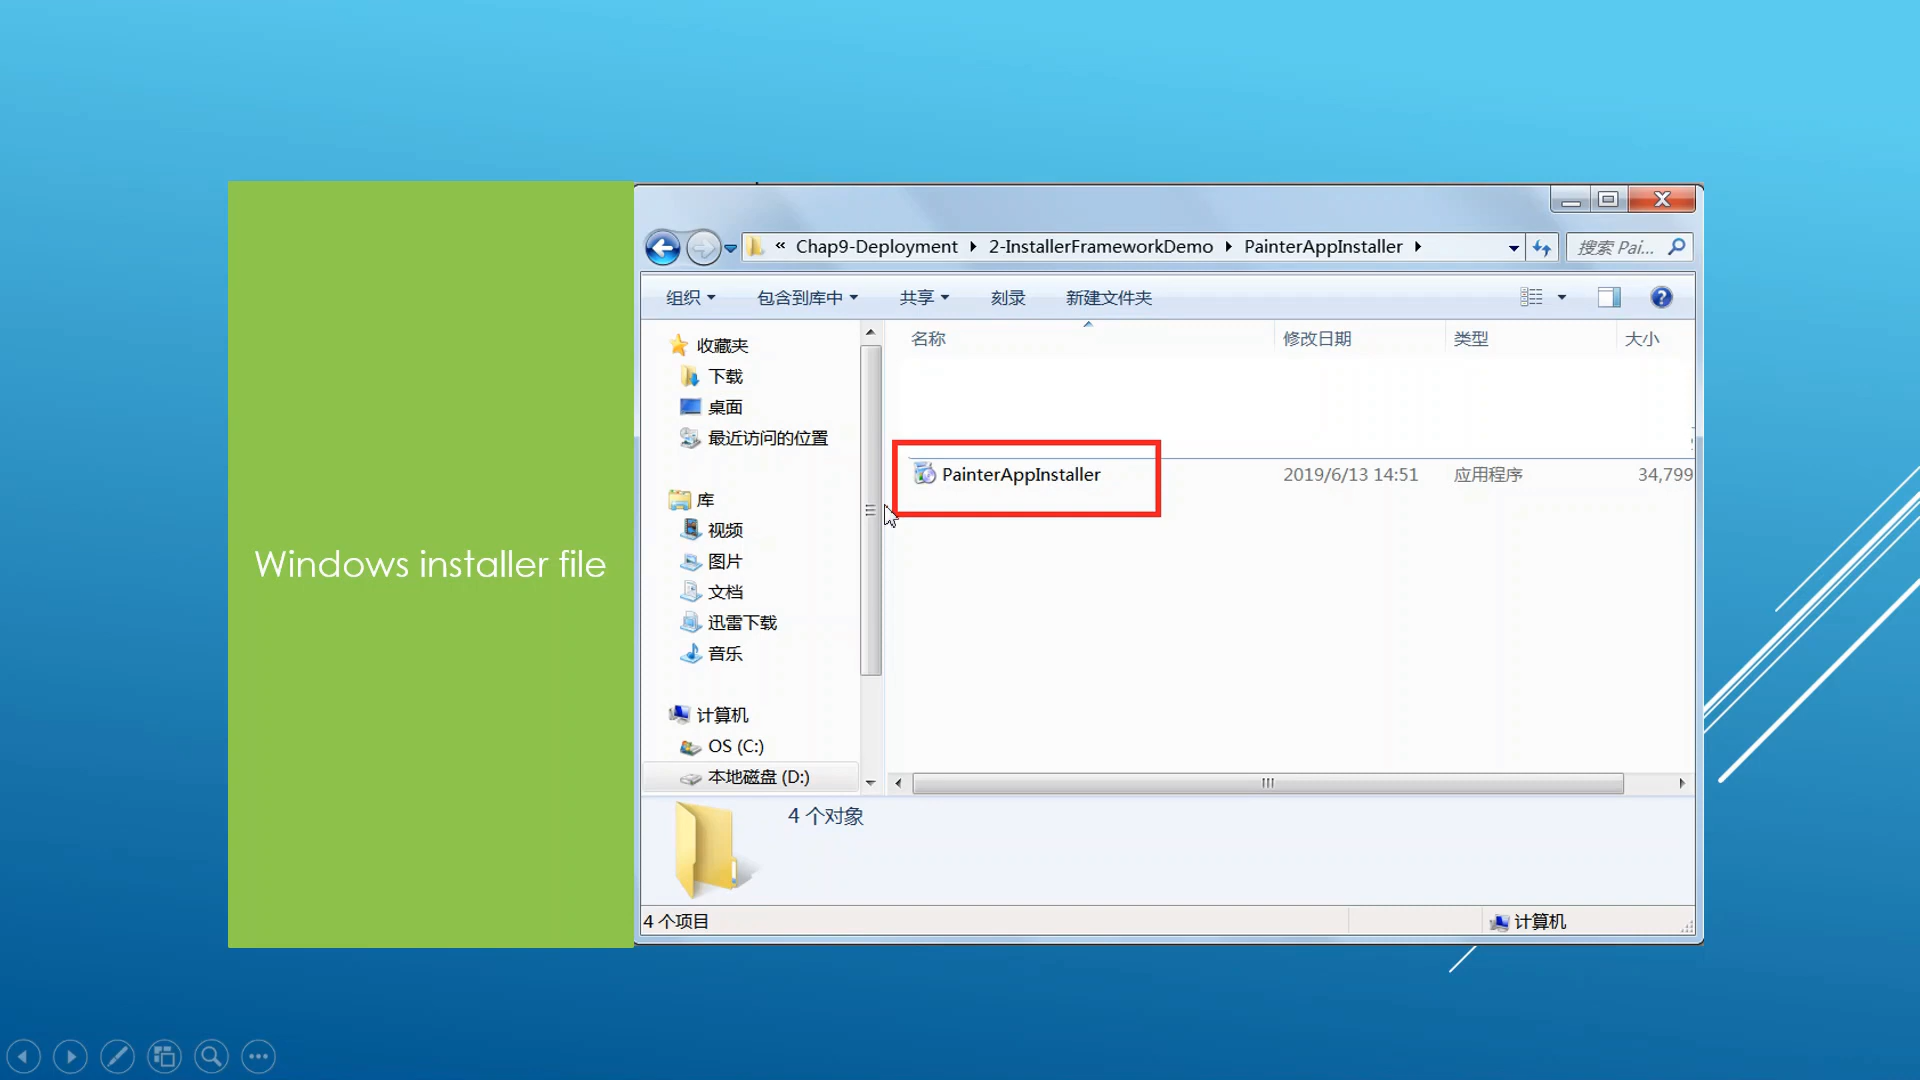 Windows installer file
« Chap9-Deployment 2-InstallerFrameworkDemo PainterAppInstaller
搜索 Pai...
组织 包含到库中 共享 刻录 新建文件夹
名称 修改日期 类型 大小
收藏夹
下载
桌面
最近访问的位置
PainterAppInstaller 2019/6/13 14:51 应用程序 34,799
库
视频
图片
文档
迅雷下载
音乐
计算机
OS (C:)
本地磁盘 (D:)
4 个对象
4 个项目
计算机